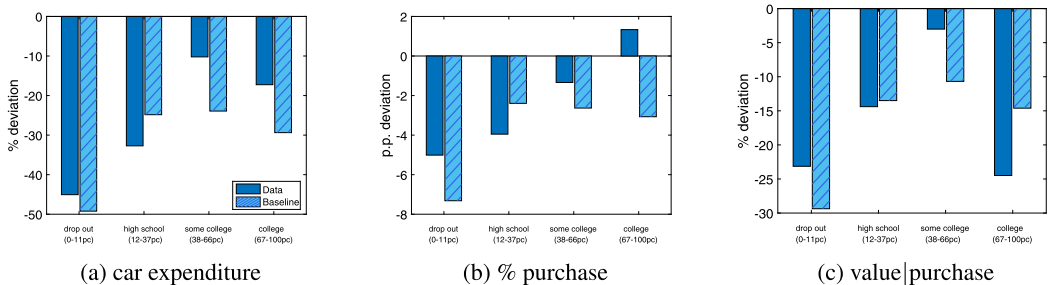 0
-10
-20
-30
-40
-50
% deviation
Data
Baseline
drop out high school some college college
(0-11pc) (12-37pc) (38-66pc) (67-100pc)
(a) car expenditure
2
0
-2
-4
-6
-8
p.p. deviation
drop out high school some college college
(0-11pc) (12-37pc) (38-66pc) (67-100pc)
(b) % purchase
0
-5
-10
-15
-20
-25
-30
% deviation
drop out high school some college college
(0-11pc) (12-37pc) (38-66pc) (67-100pc)
(c) value|purchase